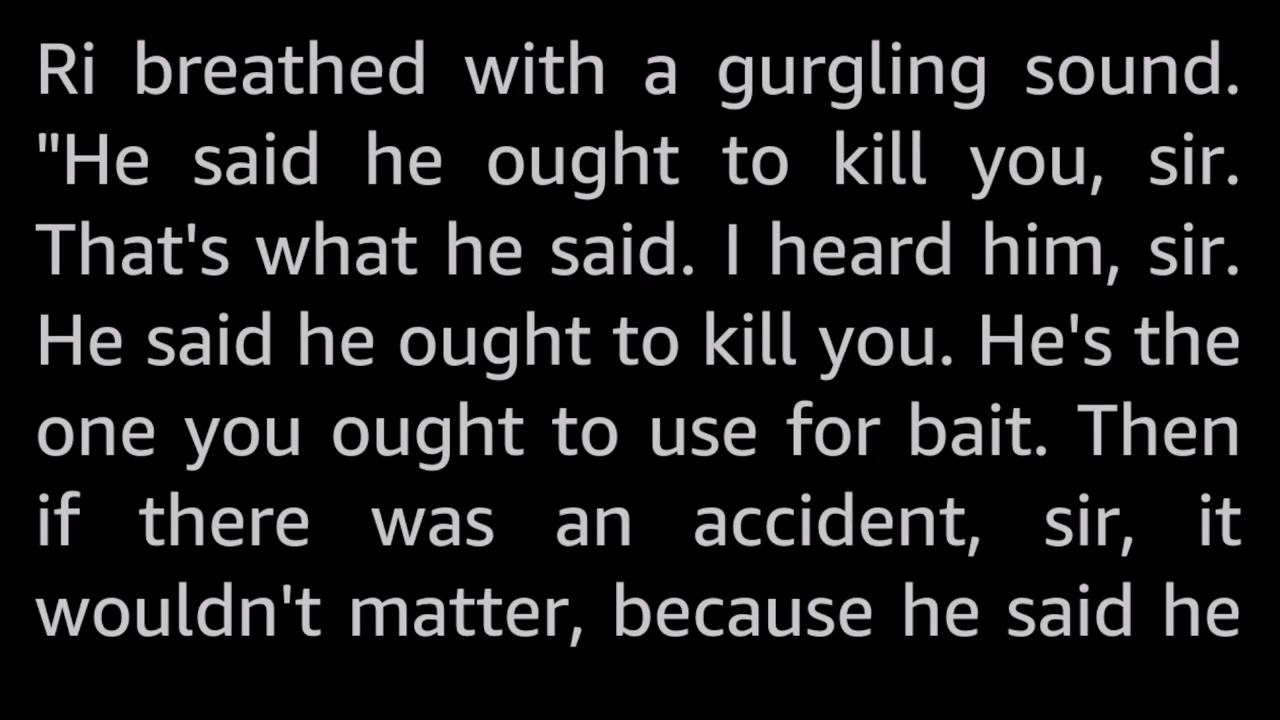 Ri breathed with a gurgling sound.
"He said he ought to kill you, sir.
That's what he said. I heard him, sir.
He said he ought to kill you. He's the
one you ought to use for bait. Then
if there was an accident, sir, it
wouldn't matter, because he said he